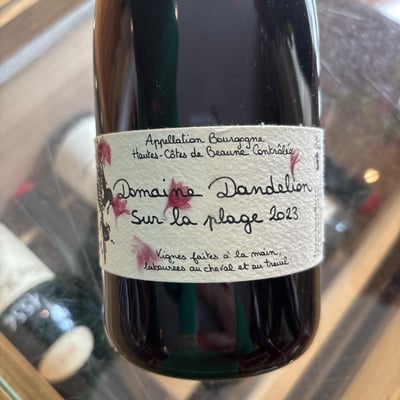 Appellation Bourgogne
Hautes-Côtes de Beaune Contrôlée
Domaine Dandelion
Sur la plage 2023
Vignes faites à la main,
labourées au cheval et au treuil